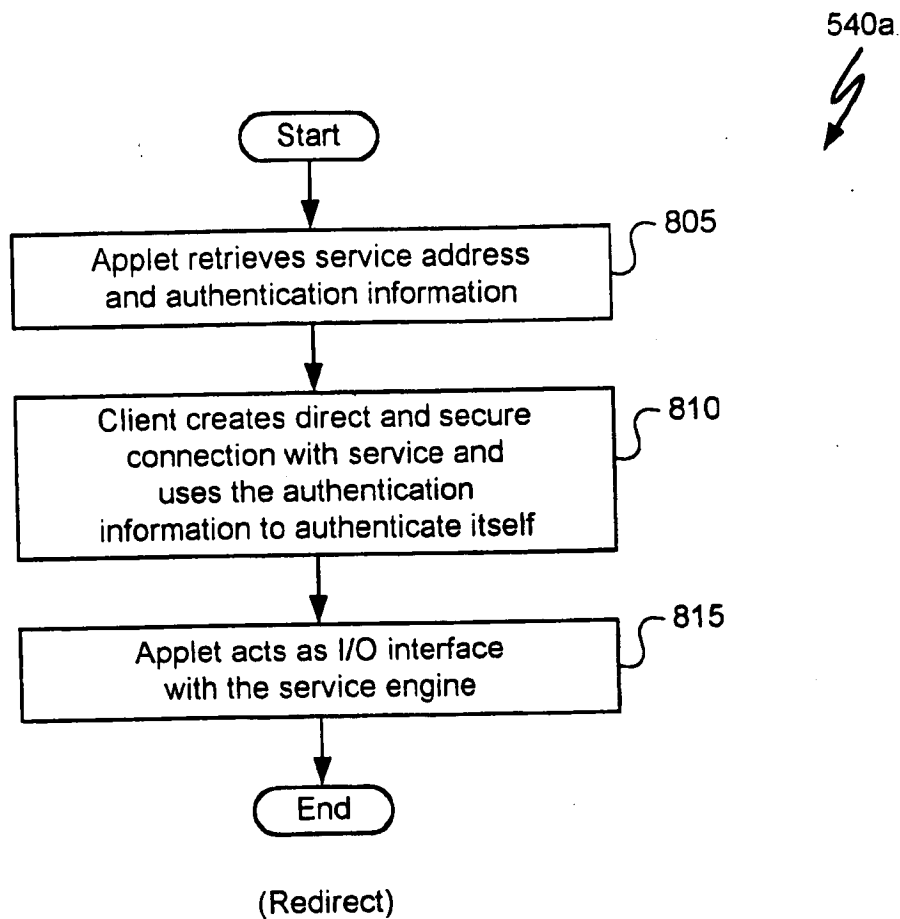 540a
Start
Applet retrieves service address
and authentication information
805
Client creates direct and secure
connection with service and
uses the authentication
information to authenticate itself
810
Applet acts as I/O interface
with the service engine
815
End
(Redirect)